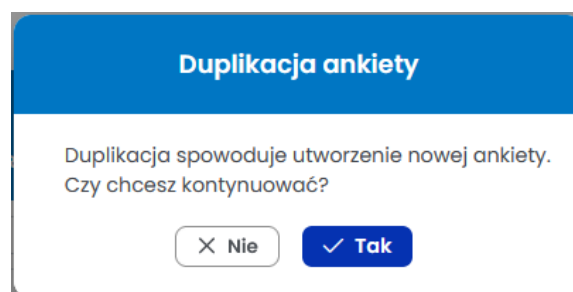 Duplikacja ankiety
Duplikacja spowoduje utworzenie nowej ankiety.
Czy chcesz kontynuować?
Nie
Tak